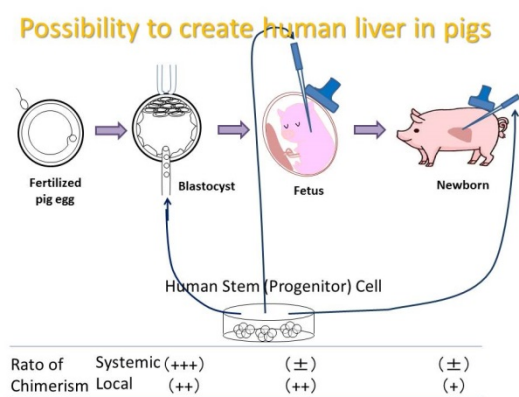 Possibility to create human liver in pigs
Fertilized
pig egg
Blastocyst
Fetus
Newborn
Human Stem (Progenitor) Cell
Rato of Systemic (+++) (±) (±)
Chimerism Local (++) (++) (+)